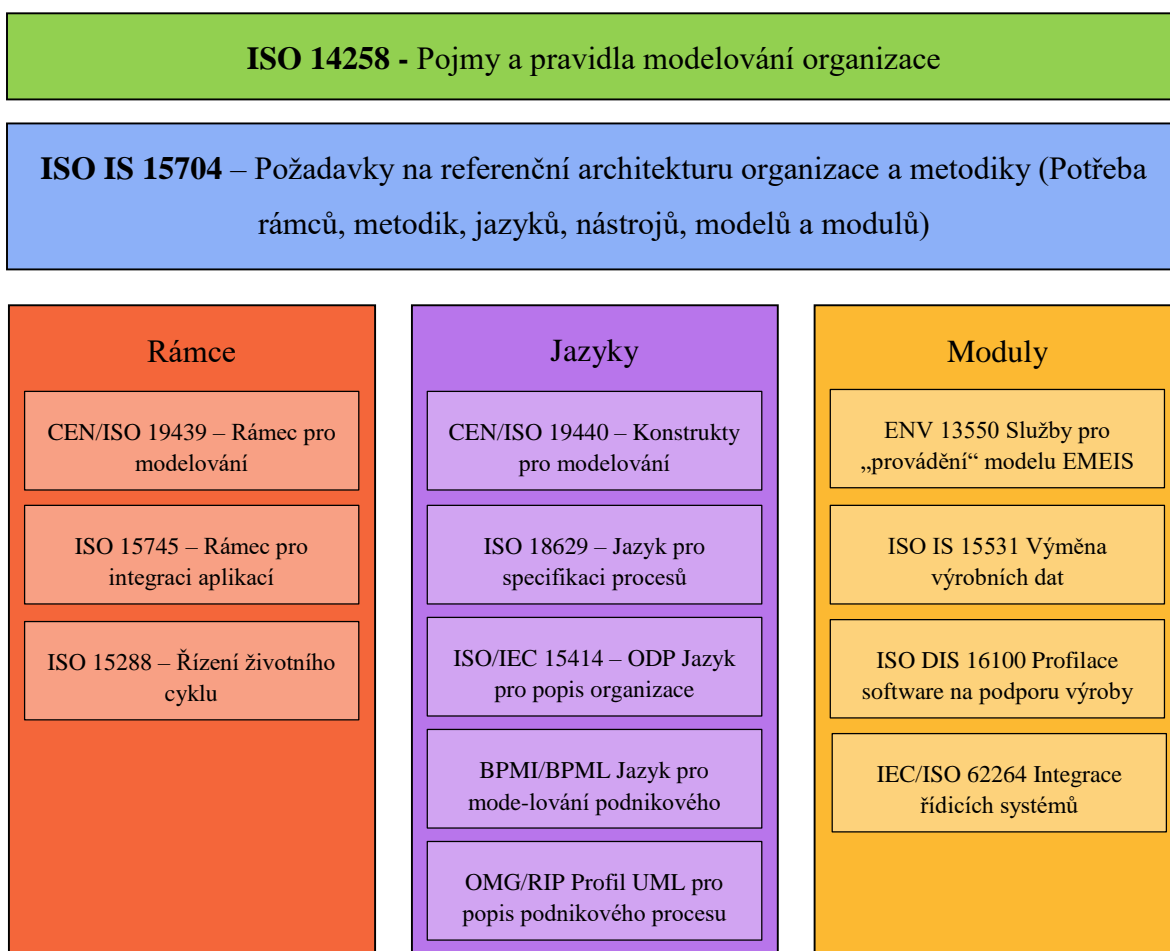 ISO 14258 - Pojmy a pravidla modelování organizace
ISO IS 15704 – Požadavky na referenční architekturu organizace a metodiky (Potřeba
rámců, metodik, jazyků, nástrojů, modelů a modulů)
Rámce
CEN/ISO 19439 – Rámec pro
modelování
ISO 15745 – Rámec pro
integraci aplikací
ISO 15288 – Řízení životního
cyklu
Jazyky
CEN/ISO 19440 – Konstrukty
pro modelování
ISO 18629 – Jazyk pro
specifikaci procesů
ISO/IEC 15414 – ODP Jazyk
pro popis organizace
BPMI/BPML Jazyk pro
mode-lování podnikového
OMG/RIP Profil UML pro
popis podnikového procesu
Moduly
ENV 13550 Služby pro
„provádění“ modelu EMEIS
ISO IS 15531 Výměna
výrobních dat
ISO DIS 16100 Profilace
software na podporu výroby
IEC/ISO 62264 Integrace
řídicích systémů